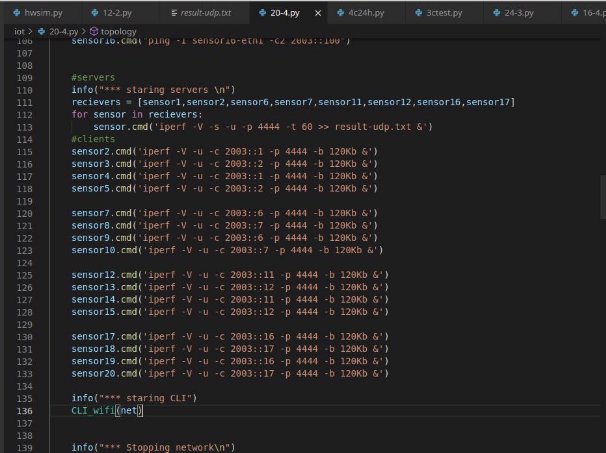 hwsim.py 12-2.py result-udp.txt 20-4.py 4c24h.py 3ctest.py 24-3.py 16-4.p
iot > 20-4.py > topology
106 sensor16.cmd('ping -I sensor16-eth1 -c2 2003::100')
107
108
109 #servers
110 info("*** staring servers \n")
111 recievers = [sensor1,sensor2,sensor6,sensor7,sensor11,sensor12,sensor16,sensor17]
112 for sensor in recievers:
113 sensor.cmd('iperf -V -s -u -p 4444 -t 60 >> result-udp.txt &')
114 #clients
115 sensor2.cmd('iperf -V -u -c 2003::1 -p 4444 -b 120Kb &')
116 sensor3.cmd('iperf -V -u -c 2003::2 -p 4444 -b 120Kb &')
117 sensor4.cmd('iperf -V -u -c 2003::1 -p 4444 -b 120Kb &')
118 sensor5.cmd('iperf -V -u -c 2003::2 -p 4444 -b 120Kb &')
119
120 sensor7.cmd('iperf -V -u -c 2003::6 -p 4444 -b 120Kb &')
121 sensor8.cmd('iperf -V -u -c 2003::7 -p 4444 -b 120Kb &')
122 sensor9.cmd('iperf -V -u -c 2003::6 -p 4444 -b 120Kb &')
123 sensor10.cmd('iperf -V -u -c 2003::7 -p 4444 -b 120Kb &')
124
125 sensor12.cmd('iperf -V -u -c 2003::11 -p 4444 -b 120Kb &')
126 sensor13.cmd('iperf -V -u -c 2003::12 -p 4444 -b 120Kb &')
127 sensor14.cmd('iperf -V -u -c 2003::11 -p 4444 -b 120Kb &')
128 sensor15.cmd('iperf -V -u -c 2003::12 -p 4444 -b 120Kb &')
129
130 sensor17.cmd('iperf -V -u -c 2003::16 -p 4444 -b 120Kb &')
131 sensor18.cmd('iperf -V -u -c 2003::17 -p 4444 -b 120Kb &')
132 sensor19.cmd('iperf -V -u -c 2003::16 -p 4444 -b 120Kb &')
133 sensor20.cmd('iperf -V -u -c 2003::17 -p 4444 -b 120Kb &')
134
135 info("*** staring CLI")
136 CLI_wifi(net)
137
138
139 info("*** Stopping network\n")